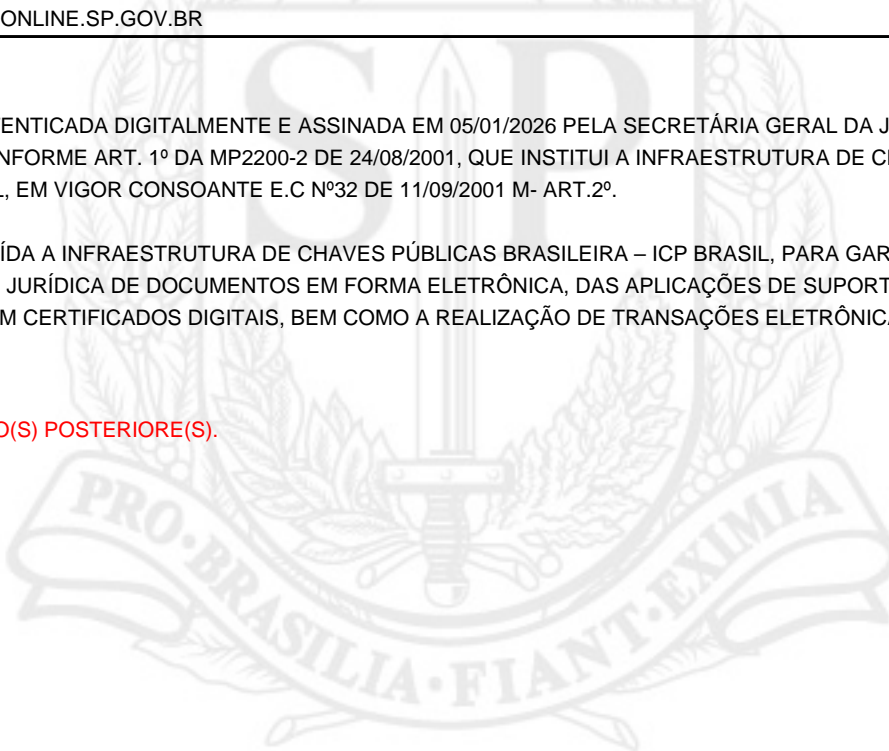 ONLINE.SP.GOV.BR
ENTICADA DIGITALMENTE E ASSINADA EM 05/01/2026 PELA SECRETÁRIA GERAL DA J
NFORME ART. 1º DA MP2200-2 DE 24/08/2001, QUE INSTITUI A INFRAESTRUTURA DE C
, EM VIGOR CONSOANTE E.C Nº32 DE 11/09/2001 M- ART.2º.
ÍDA A INFRAESTRUTURA DE CHAVES PÚBLICAS BRASILEIRA – ICP BRASIL, PARA GAR
JURÍDICA DE DOCUMENTOS EM FORMA ELETRÔNICA, DAS APLICAÇÕES DE SUPORT
M CERTIFICADOS DIGITAIS, BEM COMO A REALIZAÇÃO DE TRANSAÇÕES ELETRÔNICA
O(S) POSTERIORE(S).
SP
PRO·BRASILIA·FIANT·EXIMIA